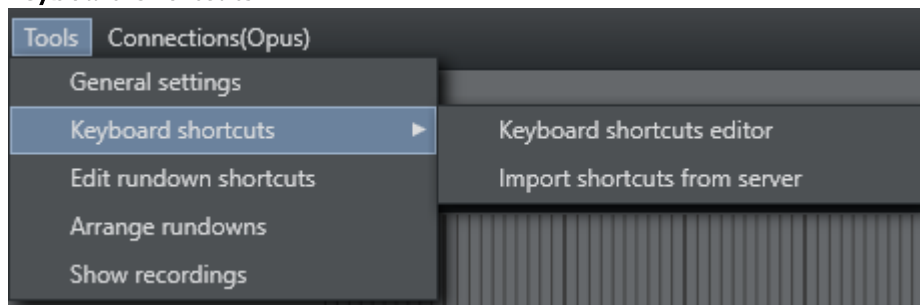 Tools Connections(Opus)
General settings
Keyboard shortcuts
Keyboard shortcuts editor
Import shortcuts from server
Edit rundown shortcuts
Arrange rundowns
Show recordings